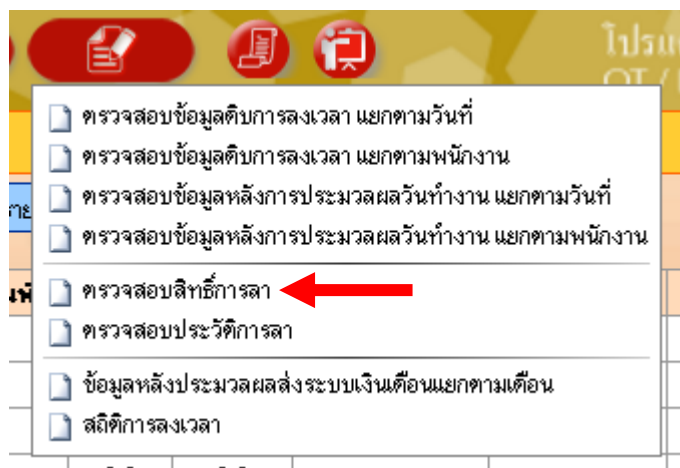 โปรแ
OT /
ตรวจสอบข้อมูลดิบการลงเวลา แยกตามวันที่
ตรวจสอบข้อมูลดิบการลงเวลา แยกตามพนักงาน
ตรวจสอบข้อมูลหลังการประมวลผลวันทำงาน แยกตามวันที่
ตรวจสอบข้อมูลหลังการประมวลผลวันทำงาน แยกตามพนักงาน
ตรวจสอบสิทธิ์การลา
ตรวจสอบประวัติการลา
ข้อมูลหลังประมวลผลส่งระบบเงินเดือนแยกตามเดือน
สถิติการลงเวลา